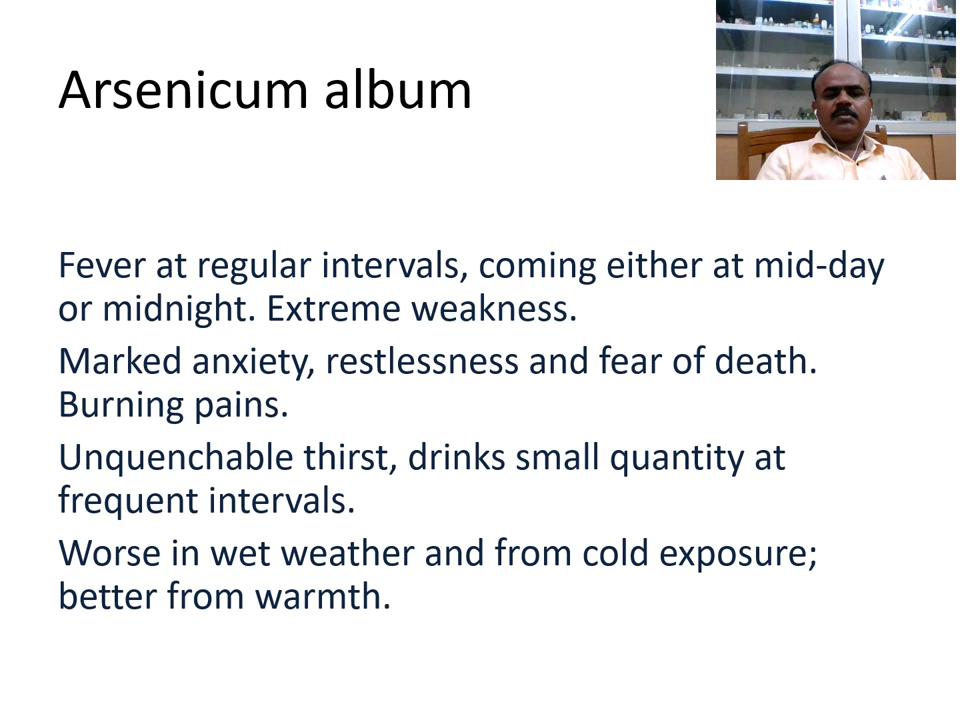 Arsenicum album
Fever at regular intervals, coming either at mid-day
or midnight. Extreme weakness.
Marked anxiety, restlessness and fear of death.
Burning pains.
Unquenchable thirst, drinks small quantity at
frequent intervals.
Worse in wet weather and from cold exposure;
better from warmth.